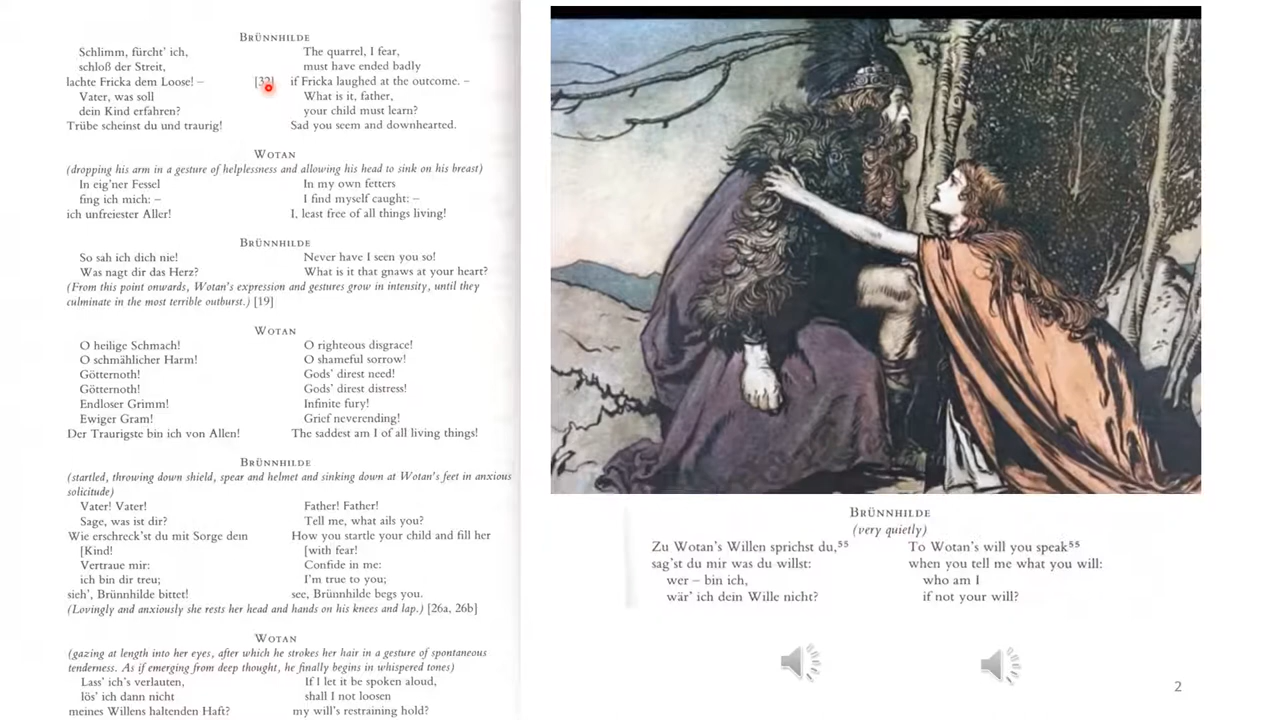 BRÜNNHILDE
Schlimm, fürcht' ich,
schloß der Streit,
lachte Fricka dem Loose! –
Vater, was soll
dein Kind erfahren?
Trübe scheinst du und traurig!
The quarrel, I fear,
must have ended badly
[32] if Fricka laughed at the outcome. –
What is it, father,
your child must learn?
Sad you seem and downhearted.
WOTAN
(dropping his arm in a gesture of helplessness and allowing his head to sink on his breast)
In eig'ner Fessel
fing ich mich: –
ich unfreiester Aller!
In my own fetters
I find myself caught: –
I, least free of all things living!
BRÜNNHILDE
So sah ich dich nie!
Was nagt dir das Herz?
Never have I seen you so!
What is it that gnaws at your heart?
(From this point onwards, Wotan's expression and gestures grow in intensity, until they
culminate in the most terrible outburst.) [19]
WOTAN
O heilige Schmach!
O schmählicher Harm!
Götternoth!
Götternoth!
Endloser Grimm!
Ewiger Gram!
Der Traurigste bin ich von Allen!
O righteous disgrace!
O shameful sorrow!
Gods' direst need!
Gods' direst distress!
Infinite fury!
Grief neverending!
The saddest am I of all living things!
BRÜNNHILDE
(startled, throwing down shield, spear and helmet and sinking down at Wotan's feet in anxious
solicitude)
Vater! Vater!
Sage, was ist dir?
Wie erschreck'st du mit Sorge dein
[Kind!
Vertraue mir:
ich bin dir treu;
sieh', Brünnhilde bittet!
Father! Father!
Tell me, what ails you?
How you startle your child and fill her
[with fear!
Confide in me:
I'm true to you;
see, Brünnhilde begs you.
(Lovingly and anxiously she rests her head and hands on his knees and lap.) [26a, 26b]
WOTAN
(gazing at length into her eyes, after which he strokes her hair in a gesture of spontaneous
tenderness. As if emerging from deep thought, he finally begins in whispered tones)
Lass' ich's verlauten,
lös' ich dann nicht
meines Willens haltenden Haft?
If I let it be spoken aloud,
shall I not loosen
my will's restraining hold?
BRÜNNHILDE
(very quietly)
Zu Wotan's Willen sprichst du,⁵⁵
sag'st du mir was du willst:
wer – bin ich,
wär' ich dein Wille nicht?
To Wotan's will you speak⁵⁵
when you tell me what you will:
who am I
if not your will?
2